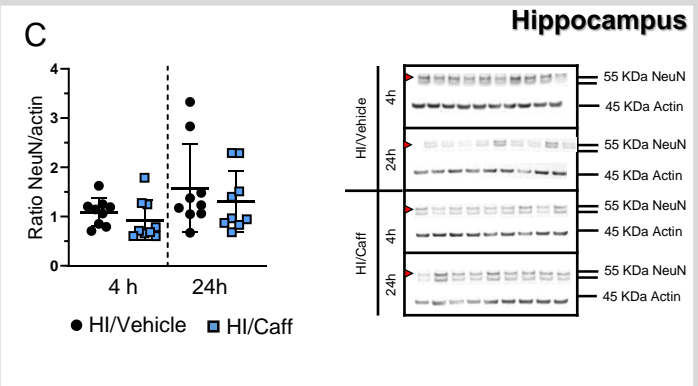 Hippocampus
C
Ratio NeuN/actin
4
3
2
1
0
4 h 24h
HI/Vehicle HI/Caff
HI/Vehicle
4h
55 KDa NeuN
45 KDa Actin
24h
55 KDa NeuN
45 KDa Actin
HI/Caff
4h
55 KDa NeuN
45 KDa Actin
24h
55 KDa NeuN
45 KDa Actin